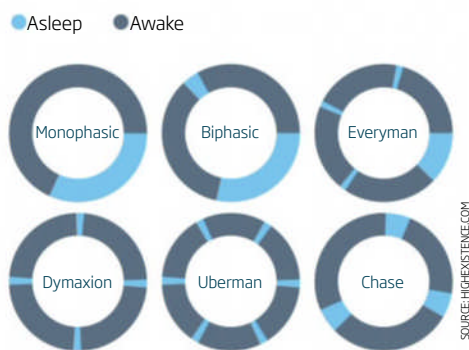 Asleep Awake
Monophasic
Biphasic
Everyman
Dymaxion
Uberman
Chase
SOURCE: HIGHEXISTENCE.COM